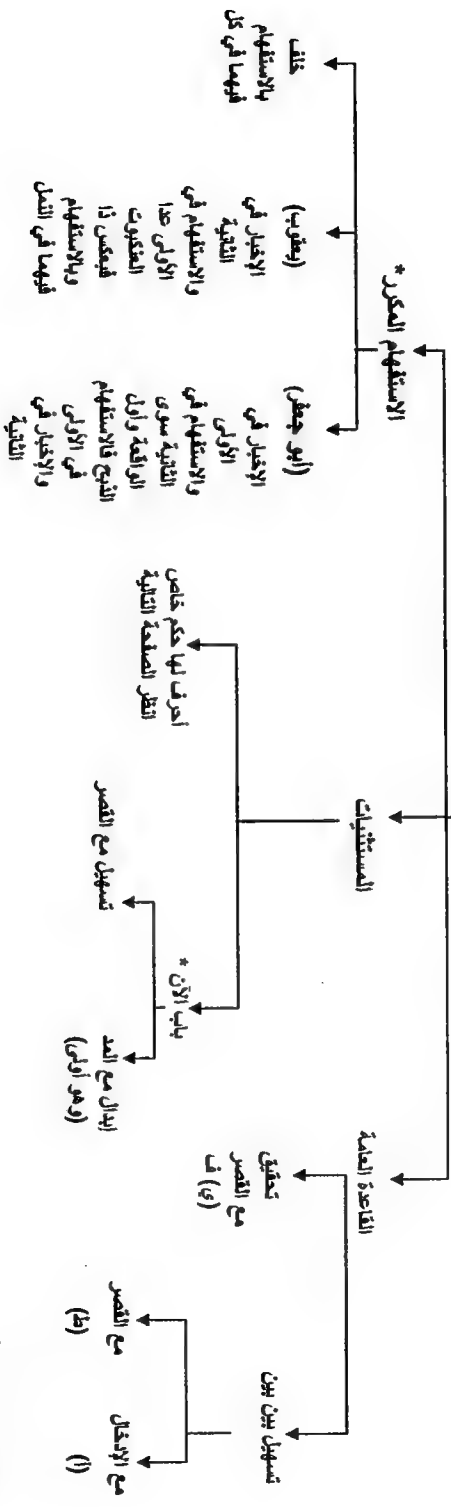 القاعدة العامة
تسهيل بين بين
مع الإدخال
(أ)
مع القصر
(ط)
تحقيق
مع القصر
(ي) ف
المستثنيات
باب الآن *
إبدال مع المد
(وهو أولى)
تسهيل مع القصر
أحرف لها حكم خاص
انظر الصفحة التالية
الاستفهام المكرر *
(أبو جعفر)
الإخبار في
الأولى
والاستفهام في
الثانية سوى
الواقعة وأول
الذبح فالاستفهام
في الأولى
والإخبار في
الثانية
(يعقوب)
الإخبار في
الثانية
والاستفهام في
الأولى عدا
العنكبوت
فبعكس ذا
وبالاستفهام
فيهما في النمل
خلف
بالاستفهام
فيهما في كل